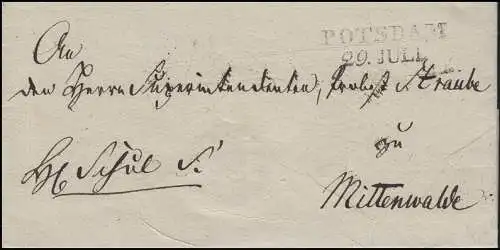 POTSDAM
29. JULI
An
den Herrn Superintendenten, Probst Straube
zu
H Schul S.
Mittenwalde